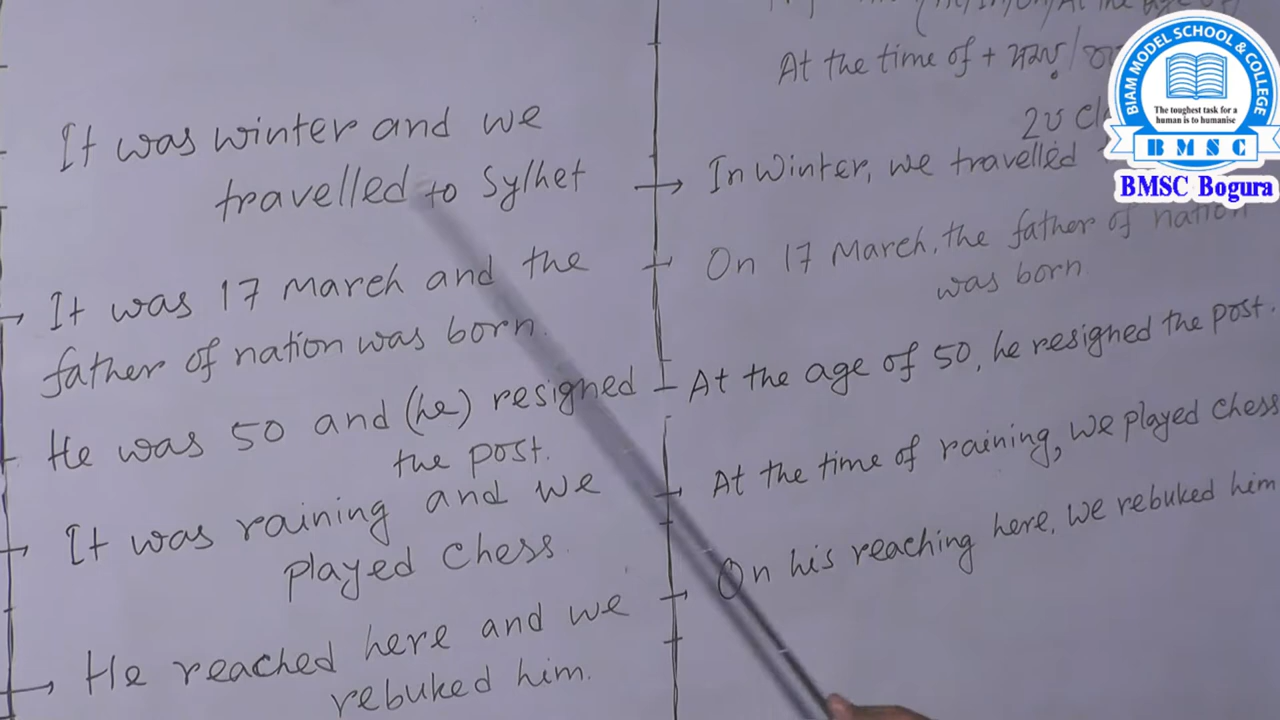 It was winter and we
travelled to Sylhet
It was 17 March and the
father of nation was born.
He was 50 and (he) resigned
the post.
It was raining and we
played chess.
He reached here and we
rebuked him.
At the age of
At the time of + সময়/
In Winter, we travelled
On 17 March, the father of nation
was born.
At the age of 50, he resigned the post.
At the time of raining, we played chess
On his reaching here, we rebuked him
BIAM MODEL SCHOOL & COLLEGE
The toughest task for a
human is to humanise
BMSC
BMSC Bogura